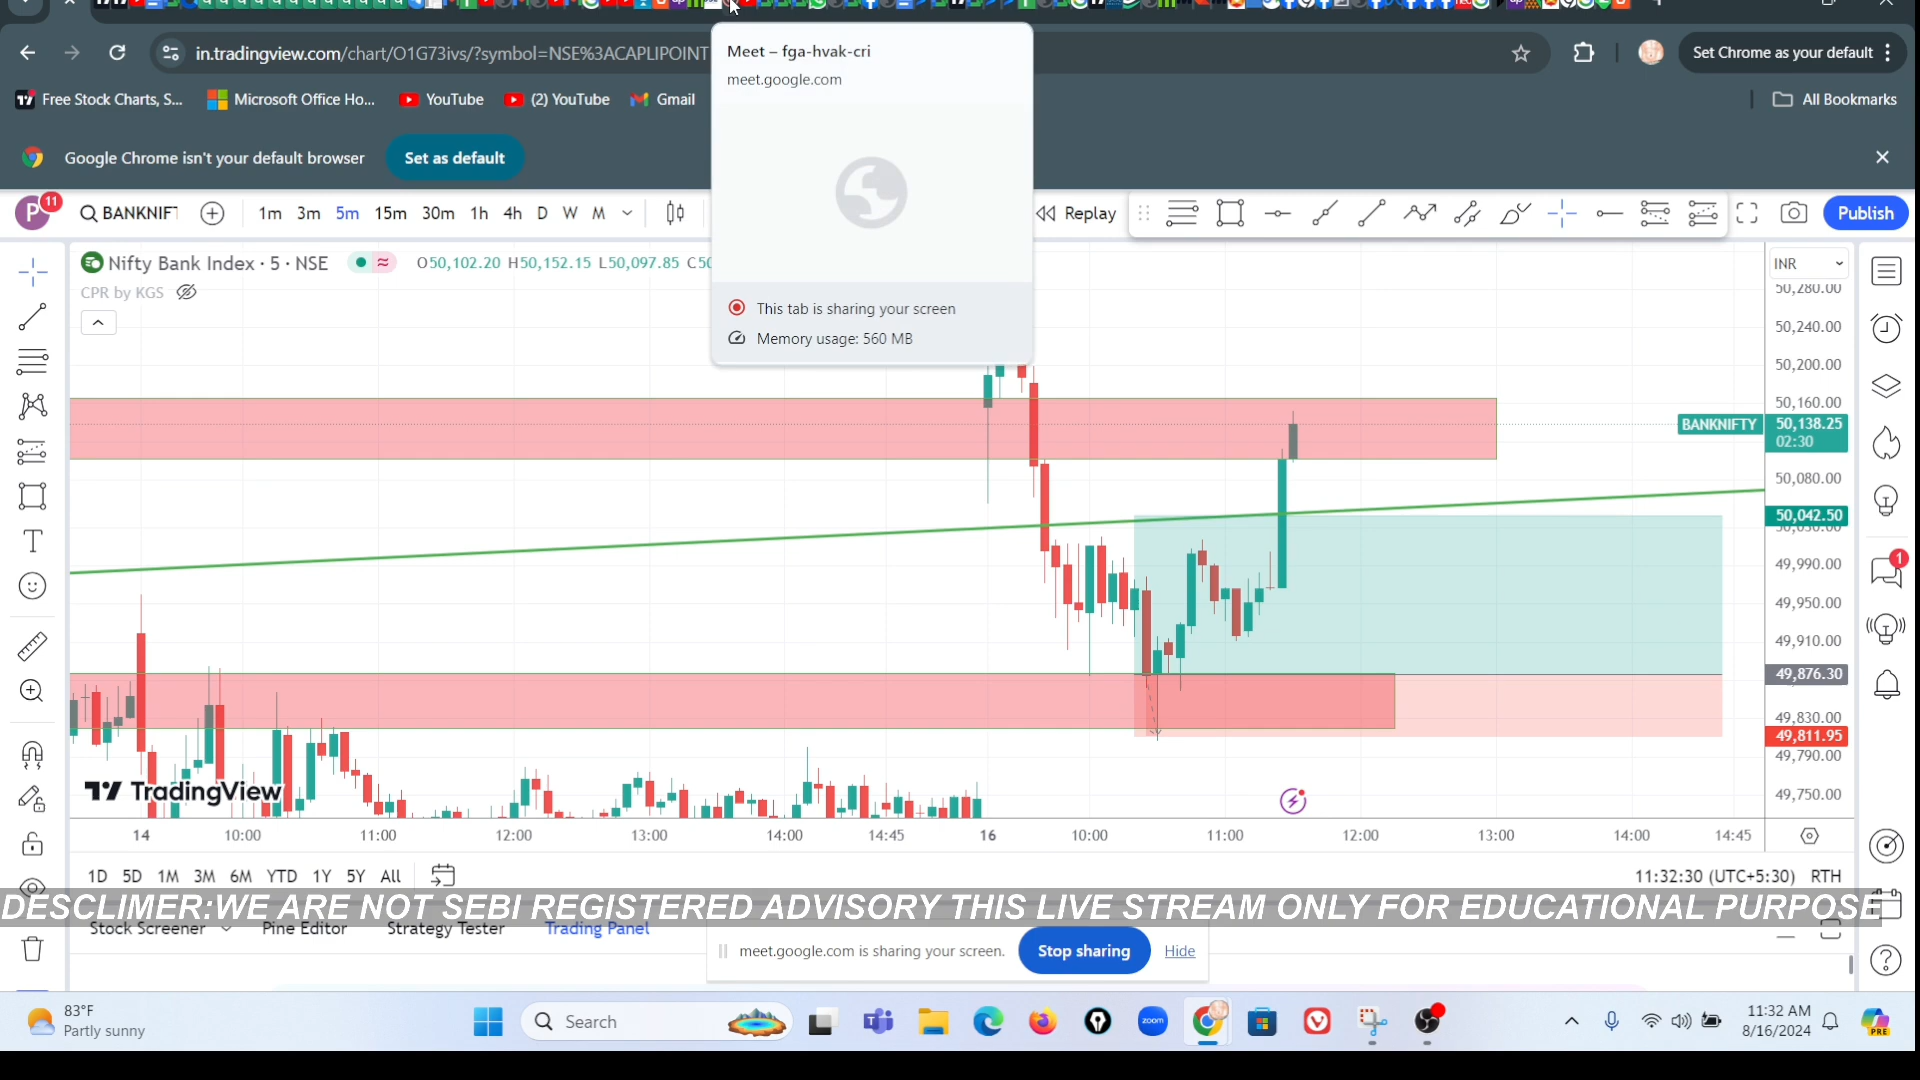 in.tradingview.com/chart/O1G73ivs/?symbol=NSE%3ACAPLIPOINT
Set Chrome as your default
Meet – fga-hvak-cri
meet.google.com
Free Stock Charts, S...
Microsoft Office Ho...
YouTube
(2) YouTube
Gmail
All Bookmarks
Google Chrome isn't your default browser
Set as default
P
11
BANKNIF
1m
3m
5m
15m
30m
1h
4h
D
W
M
Replay
Publish
Nifty Bank Index · 5 · NSE
O50,102.20 H50,152.15 L50,097.85 C50
CPR by KGS
This tab is sharing your screen
Memory usage: 560 MB
INR
50,280.00
50,240.00
50,200.00
50,160.00
BANKNIFTY
50,138.25
02:30
50,080.00
50,042.50
49,990.00
49,950.00
49,910.00
49,876.30
49,830.00
49,811.95
49,790.00
49,750.00
1
TradingView
14
10:00
11:00
12:00
13:00
14:00
14:45
16
10:00
11:00
12:00
13:00
14:00
14:45
1D 5D 1M 3M 6M YTD 1Y 5Y All
11:32:30 (UTC+5:30) RTH
DESCLIMER:WE ARE NOT SEBI REGISTERED ADVISORY THIS LIVE STREAM ONLY FOR EDUCATIONAL PURPOSE
Stock Screener
Pine Editor
Strategy Tester
Trading Panel
meet.google.com is sharing your screen.
Stop sharing
Hide
83°F
Partly sunny
Search
zoom
11:32 AM
8/16/2024
PRE